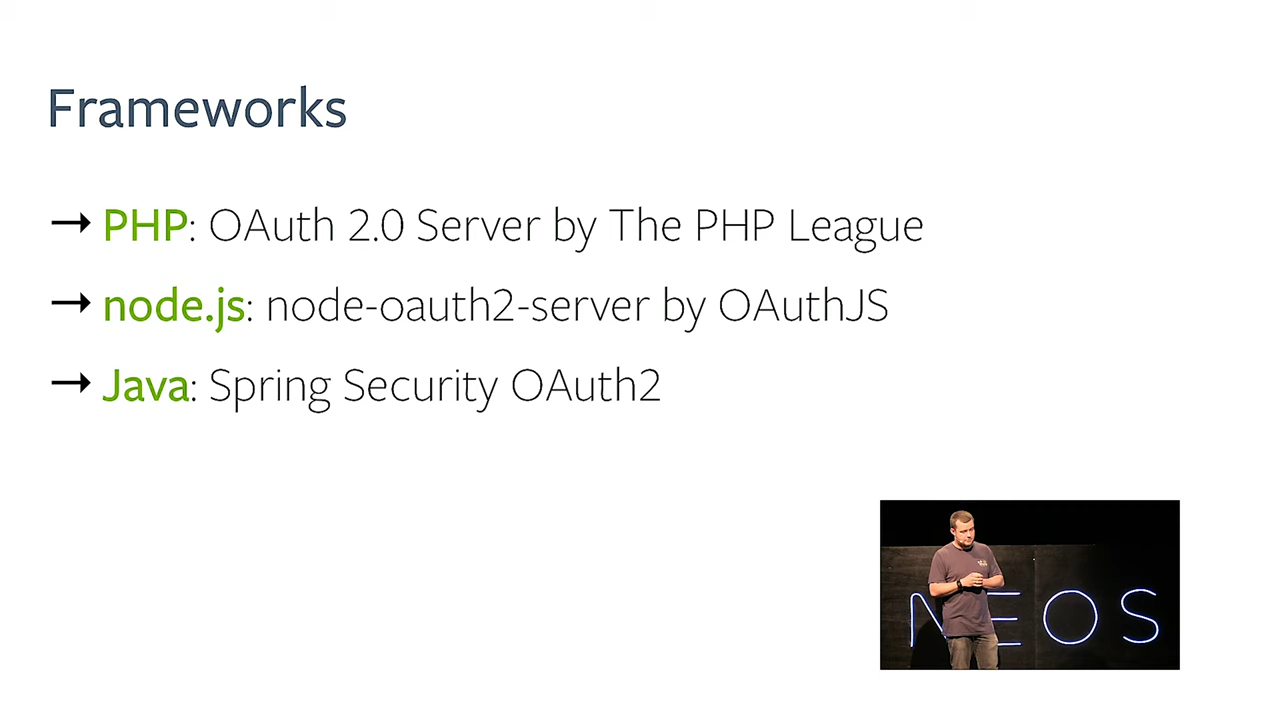 Frameworks
→ PHP: OAuth 2.0 Server by The PHP League
→ node.js: node-oauth2-server by OAuthJS
→ Java: Spring Security OAuth2
NEOS